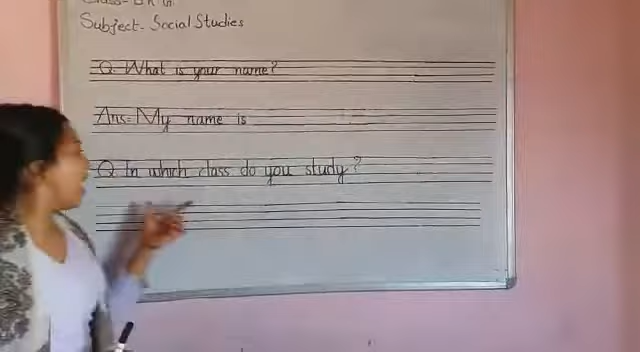 Subject- Social Studies
Q. What is your name?
Ans= My name is
Q. In which class do you study?